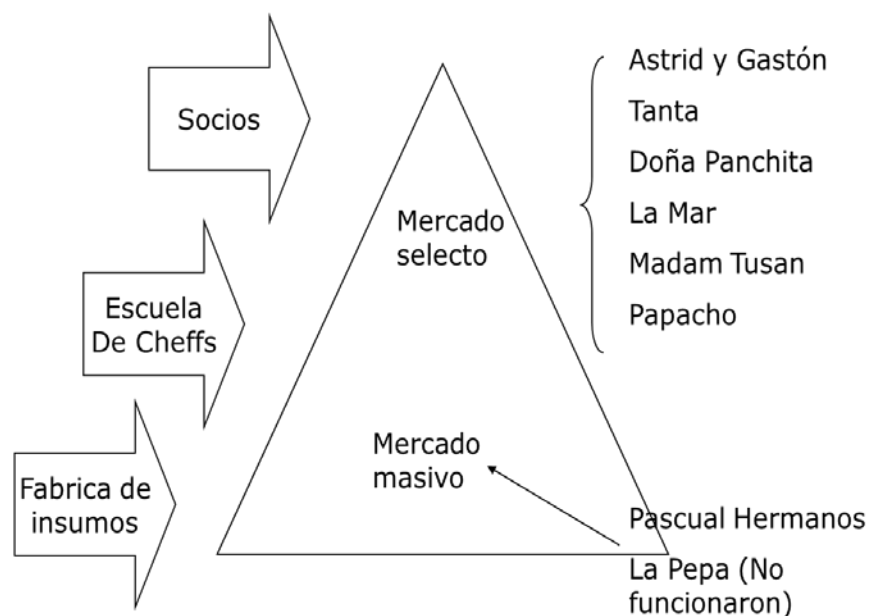 Socios
Escuela
De Cheffs
Fabrica de
insumos
Mercado
selecto
Mercado
masivo
Astrid y Gastón
Tanta
Doña Panchita
La Mar
Madam Tusan
Papacho
Pascual Hermanos
La Pepa (No
funcionaron)